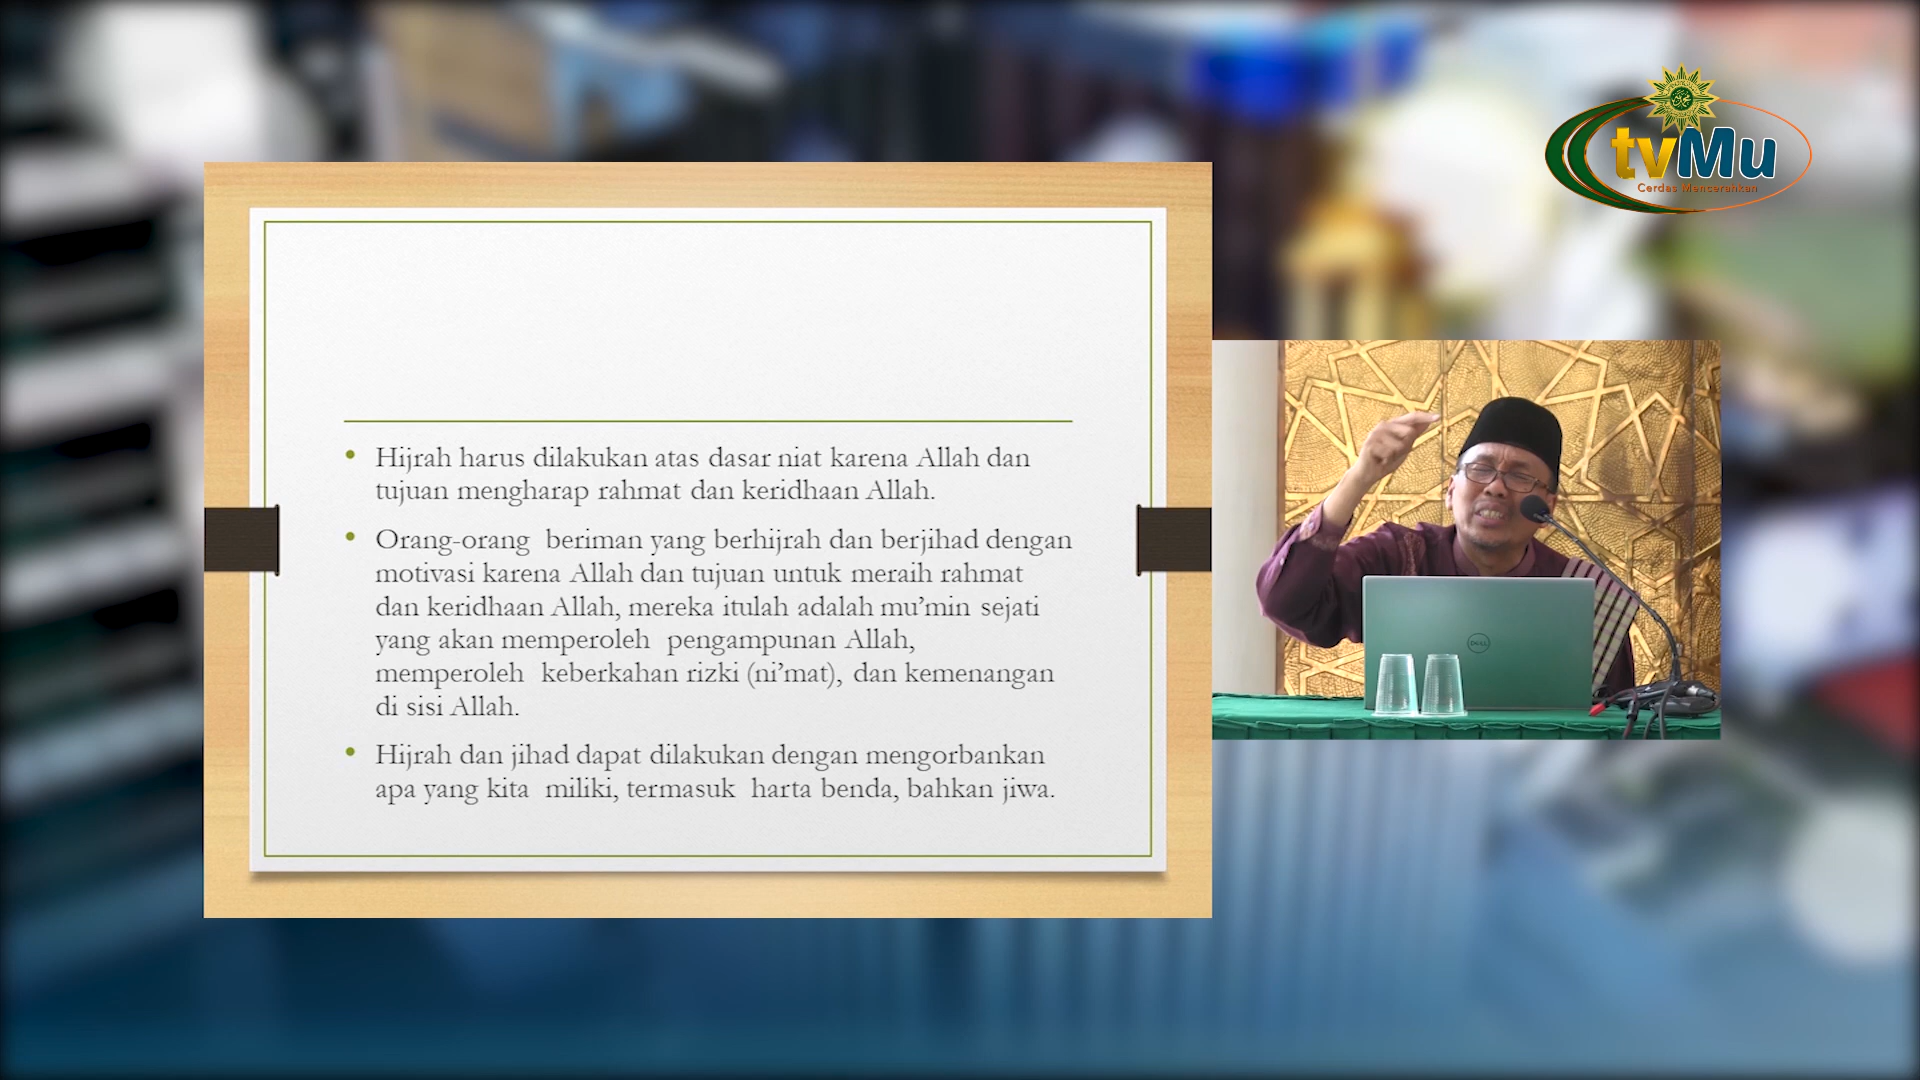 tvMu
Cerdas Mencerahkan
• Hijrah harus dilakukan atas dasar niat karena Allah dan
tujuan mengharap rahmat dan keridhaan Allah.
• Orang-orang beriman yang berhijrah dan berjihad dengan
motivasi karena Allah dan tujuan untuk meraih rahmat
dan keridhaan Allah, mereka itulah adalah mu’min sejati
yang akan memperoleh pengampunan Allah,
memperoleh keberkahan rizki (ni’mat), dan kemenangan
di sisi Allah.
• Hijrah dan jihad dapat dilakukan dengan mengorbankan
apa yang kita miliki, termasuk harta benda, bahkan jiwa.
DELL